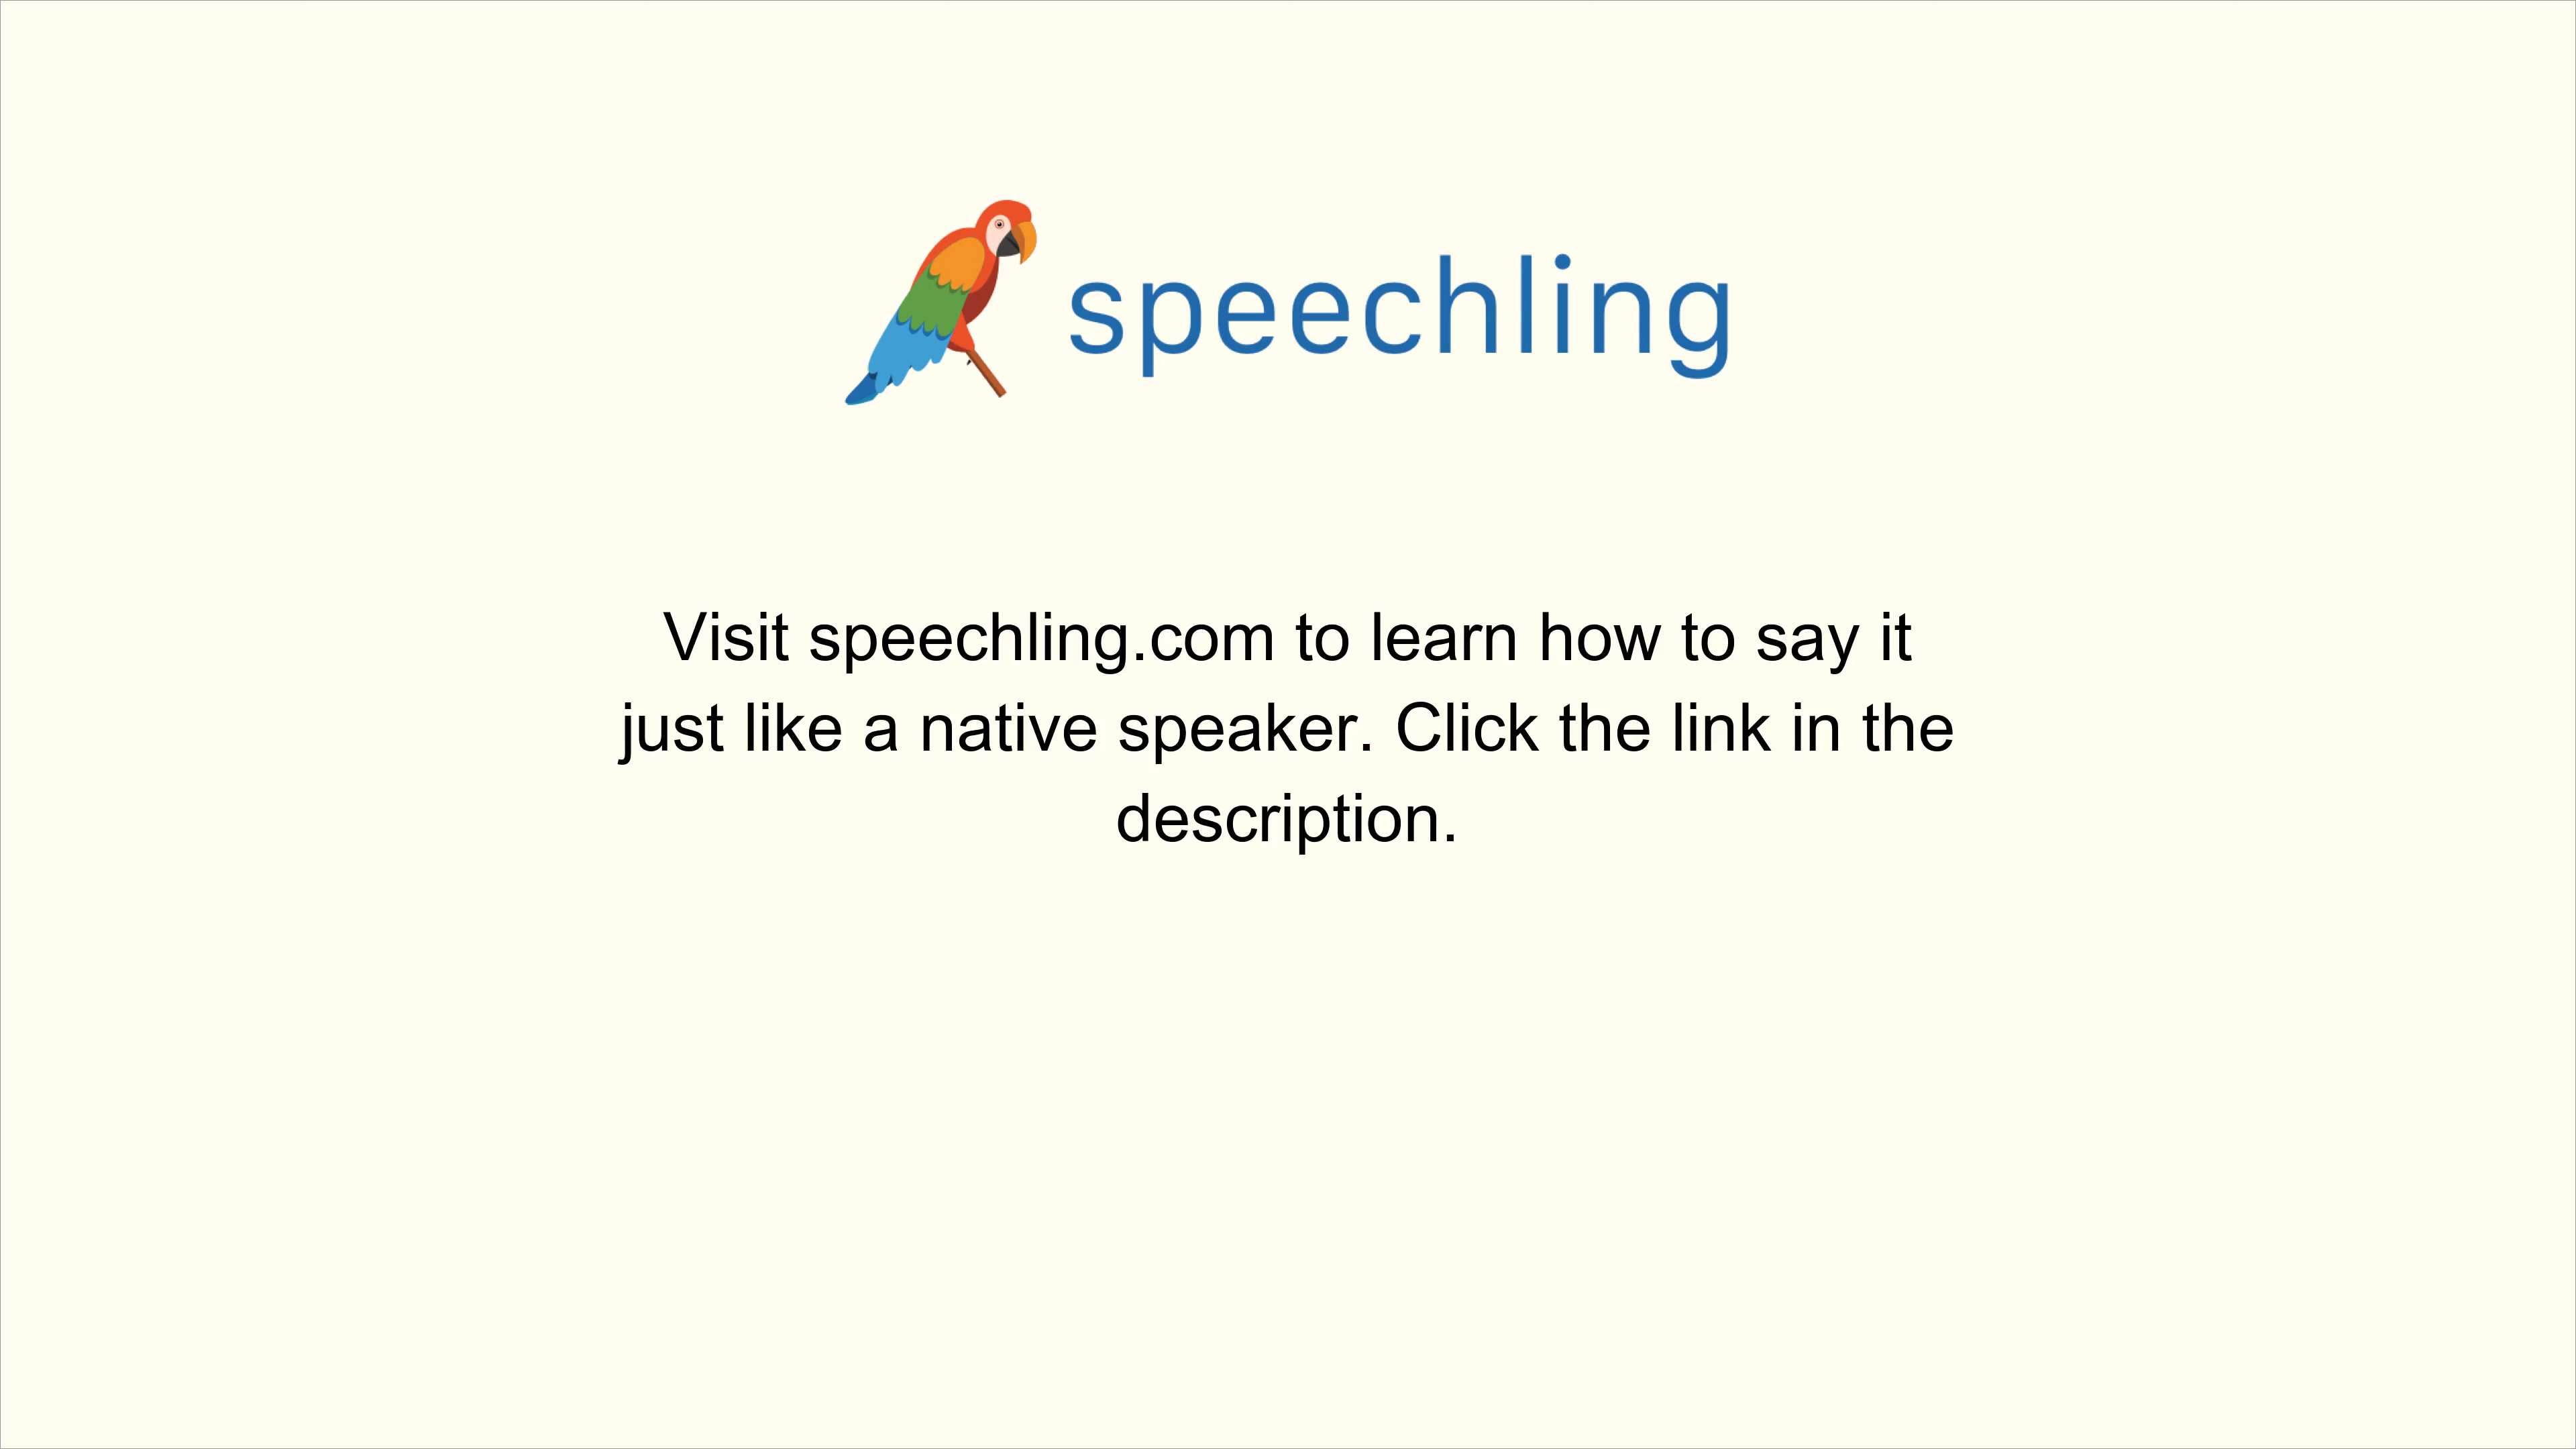 speechling
Visit speechling.com to learn how to say it
just like a native speaker. Click the link in the
description.